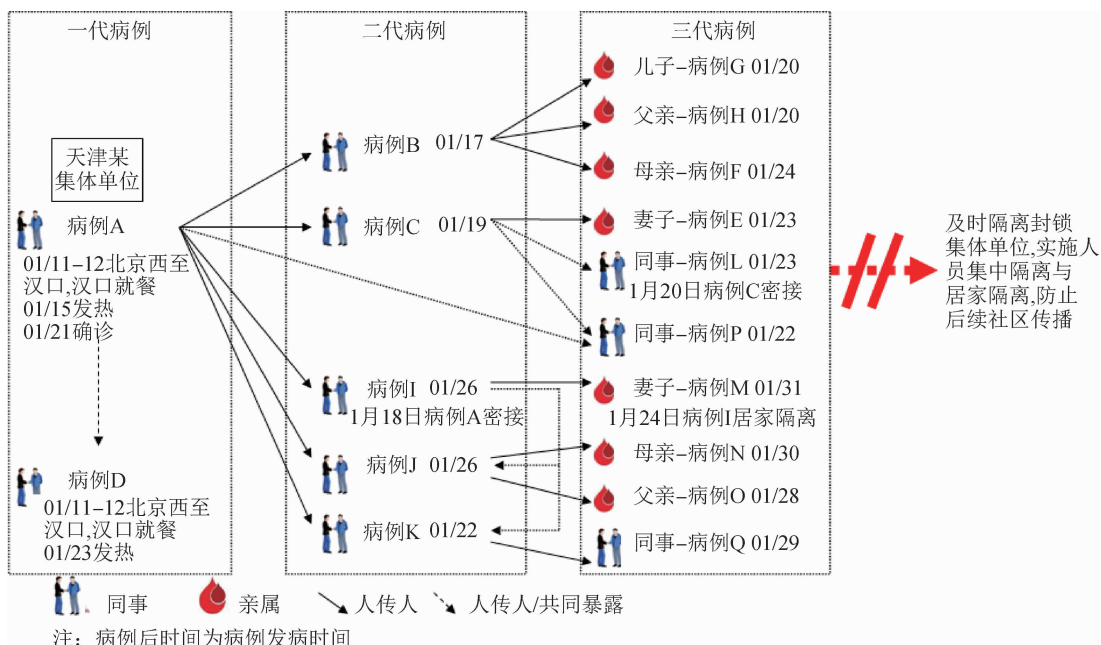 一代病例
天津某
集体单位
病例A
01/11-12北京西至
汉口,汉口就餐
01/15发热
01/21确诊
病例D
01/11-12北京西至
汉口,汉口就餐
01/23发热
二代病例
病例B 01/17
病例C 01/19
病例I 01/26
1月18日病例A密接
病例J 01/26
病例K 01/22
三代病例
儿子-病例G 01/20
父亲-病例H 01/20
母亲-病例F 01/24
妻子-病例E 01/23
同事-病例L 01/23
1月20日病例C密接
同事-病例P 01/22
妻子-病例M 01/31
1月24日病例I居家隔离
母亲-病例N 01/30
父亲-病例O 01/28
同事-病例Q 01/29
及时隔离封锁
集体单位,实施人
员集中隔离与
居家隔离,防止
后续社区传播
同事 亲属 人传人 人传人/共同暴露
注：病例后时间为病例发病时间